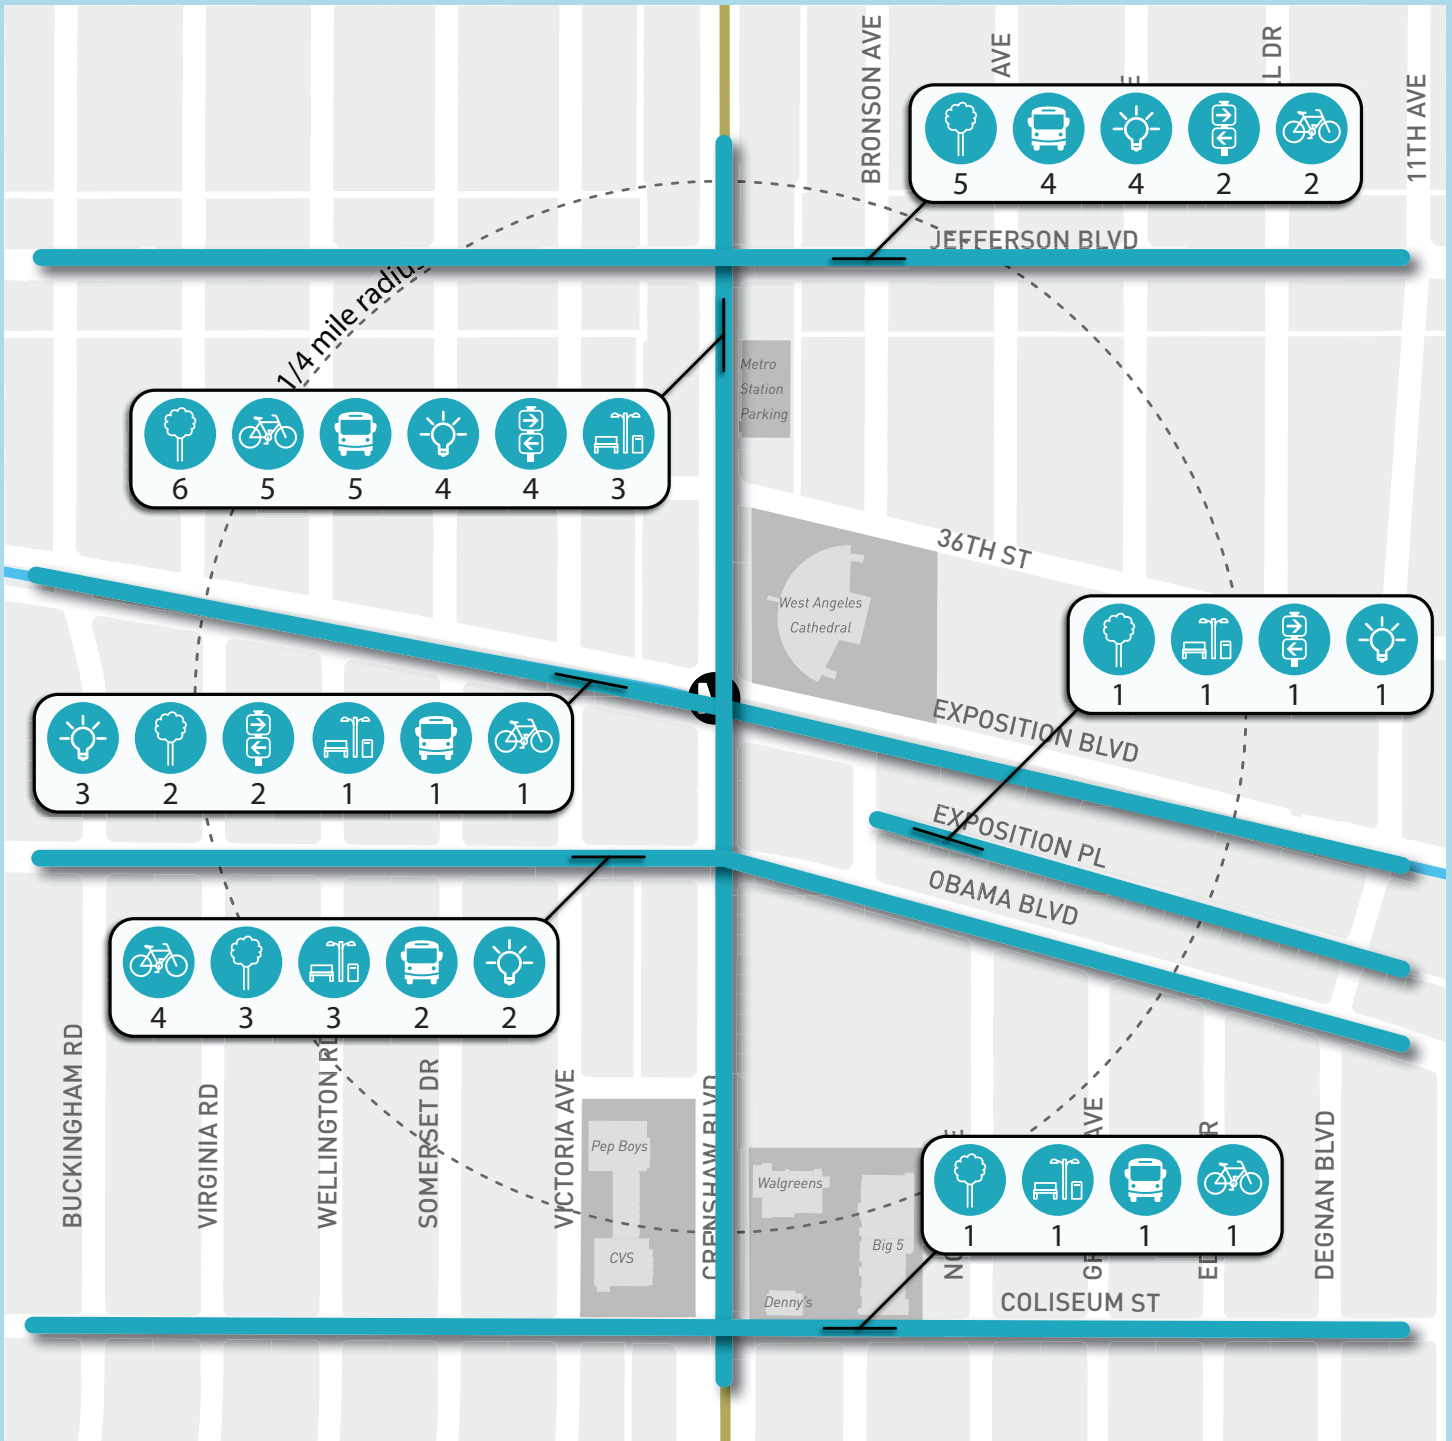 BRONSON AVE
AVE
E
LL DR
11TH AVE
5 4 4 2 2
JEFFERSON BLVD
1/4 mile radius
Metro
Station
Parking
6 5 5 4 4 3
36TH ST
West Angeles
Cathedral
1 1 1 1
EXPOSITION BLVD
3 2 2 1 1 1
EXPOSITION PL
OBAMA BLVD
4 3 3 2 2
BUCKINGHAM RD
VIRGINIA RD
WELLINGTON RD
SOMERSET DR
VICTORIA AVE
CRENSHAW BLVD
Pep Boys
CVS
Walgreens
Big 5
Denny's
AVE
DEGNAN BLVD
1 1 1 1
COLISEUM ST